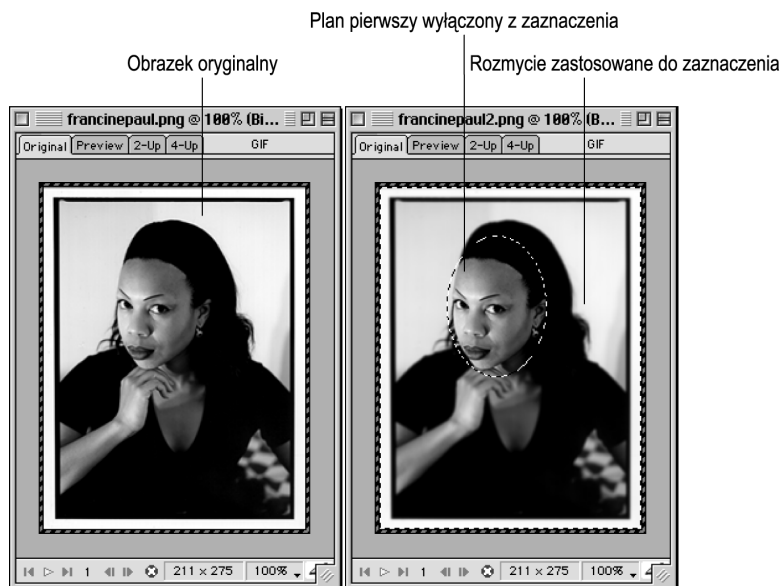 Plan pierwszy wyłączony z zaznaczenia
Obrazek oryginalny
Rozmycie zastosowane do zaznaczenia
francinepaul.png @ 100% (Bi...
Original Preview 2-Up 4-Up GIF
1 211 x 275 100%
francinepaul2.png @ 100% (B...
Original Preview 2-Up 4-Up GIF
1 211 x 275 100%